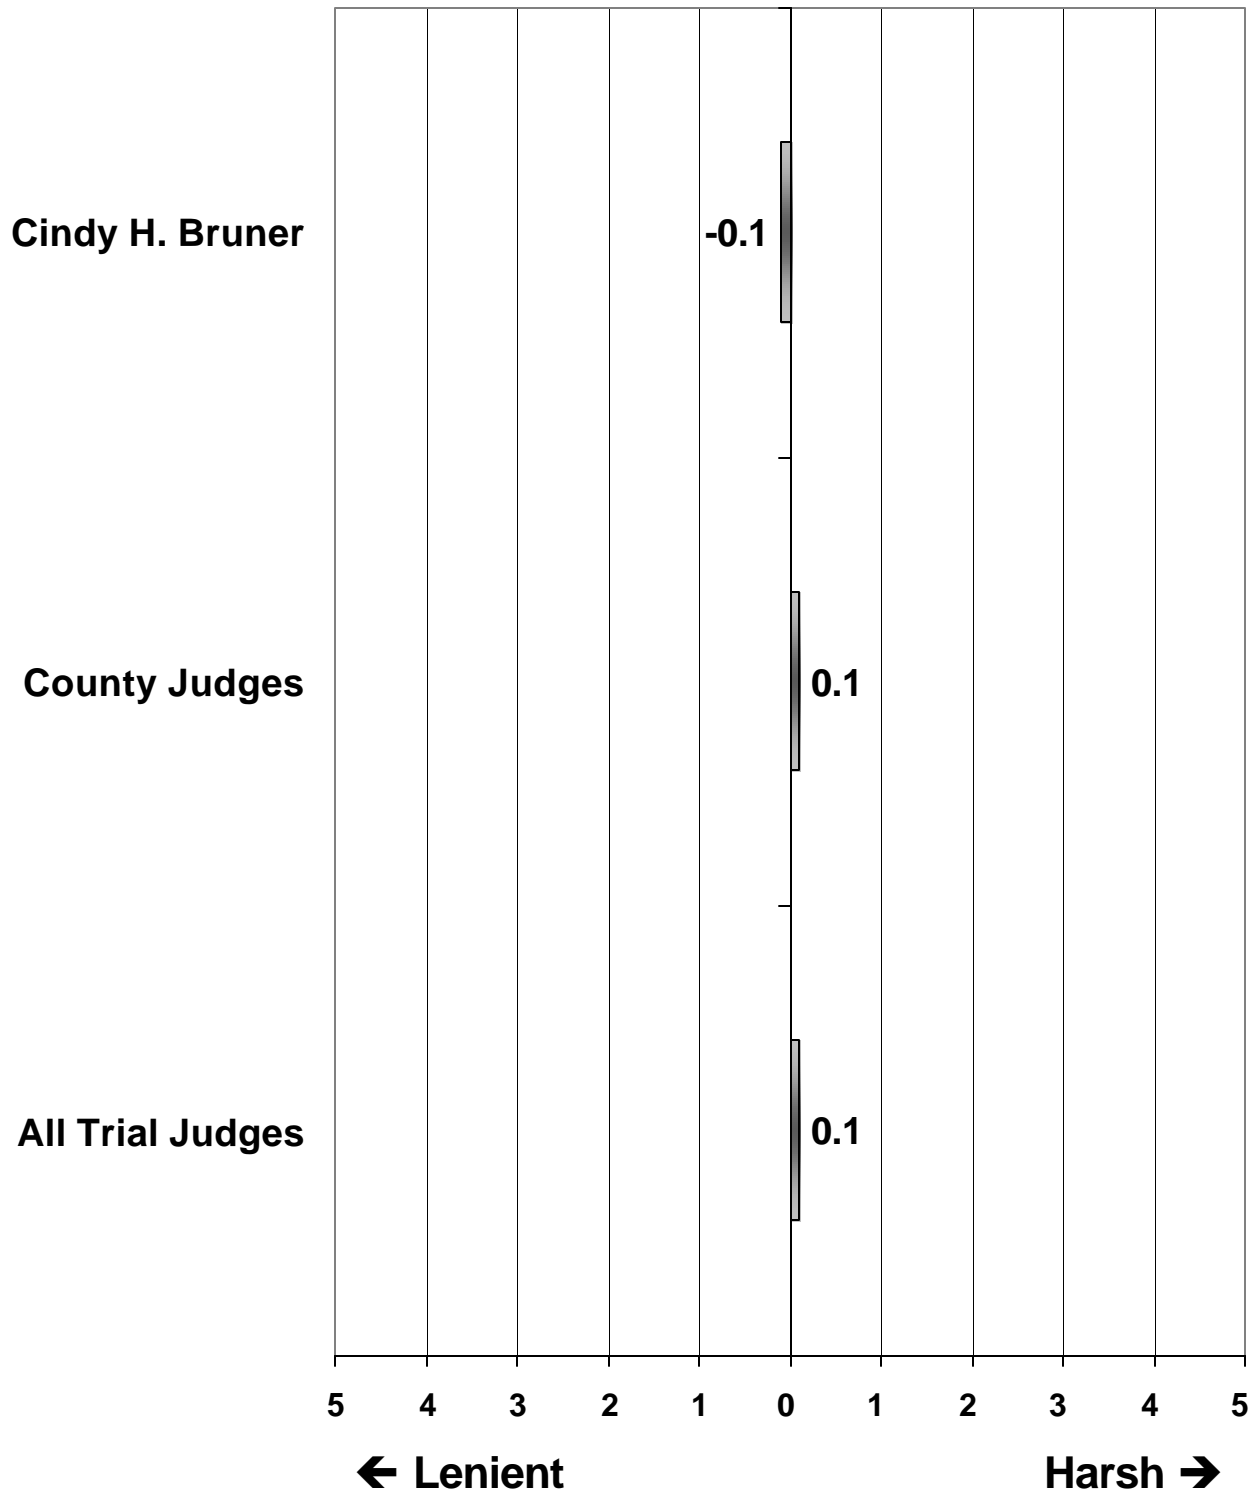 Cindy H. Bruner
-0.1
County Judges
0.1
All Trial Judges
0.1
5 4 3 2 1 0 1 2 3 4 5
← Lenient Harsh →